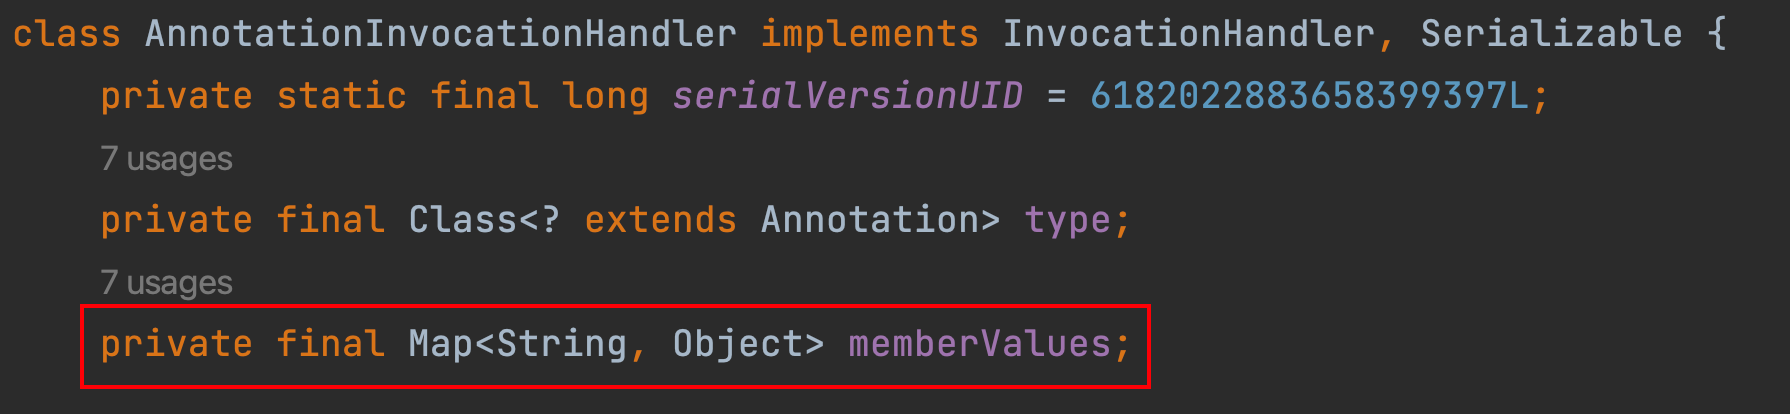 class AnnotationInvocationHandler implements InvocationHandler, Serializable {
private static final long serialVersionUID = 6182022883658399397L;
7 usages
private final Class<? extends Annotation> type;
7 usages
private final Map<String, Object> memberValues;